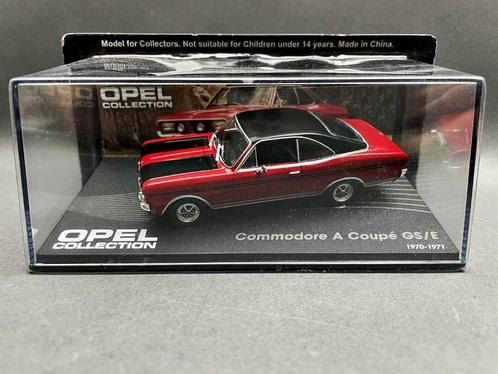 Model for Collectors. Not suitable for Children under 14 years. Made in China.
OPEL
COLLECTION
OPEL
COLLECTION
Commodore A Coupé GS/E
1970-1971